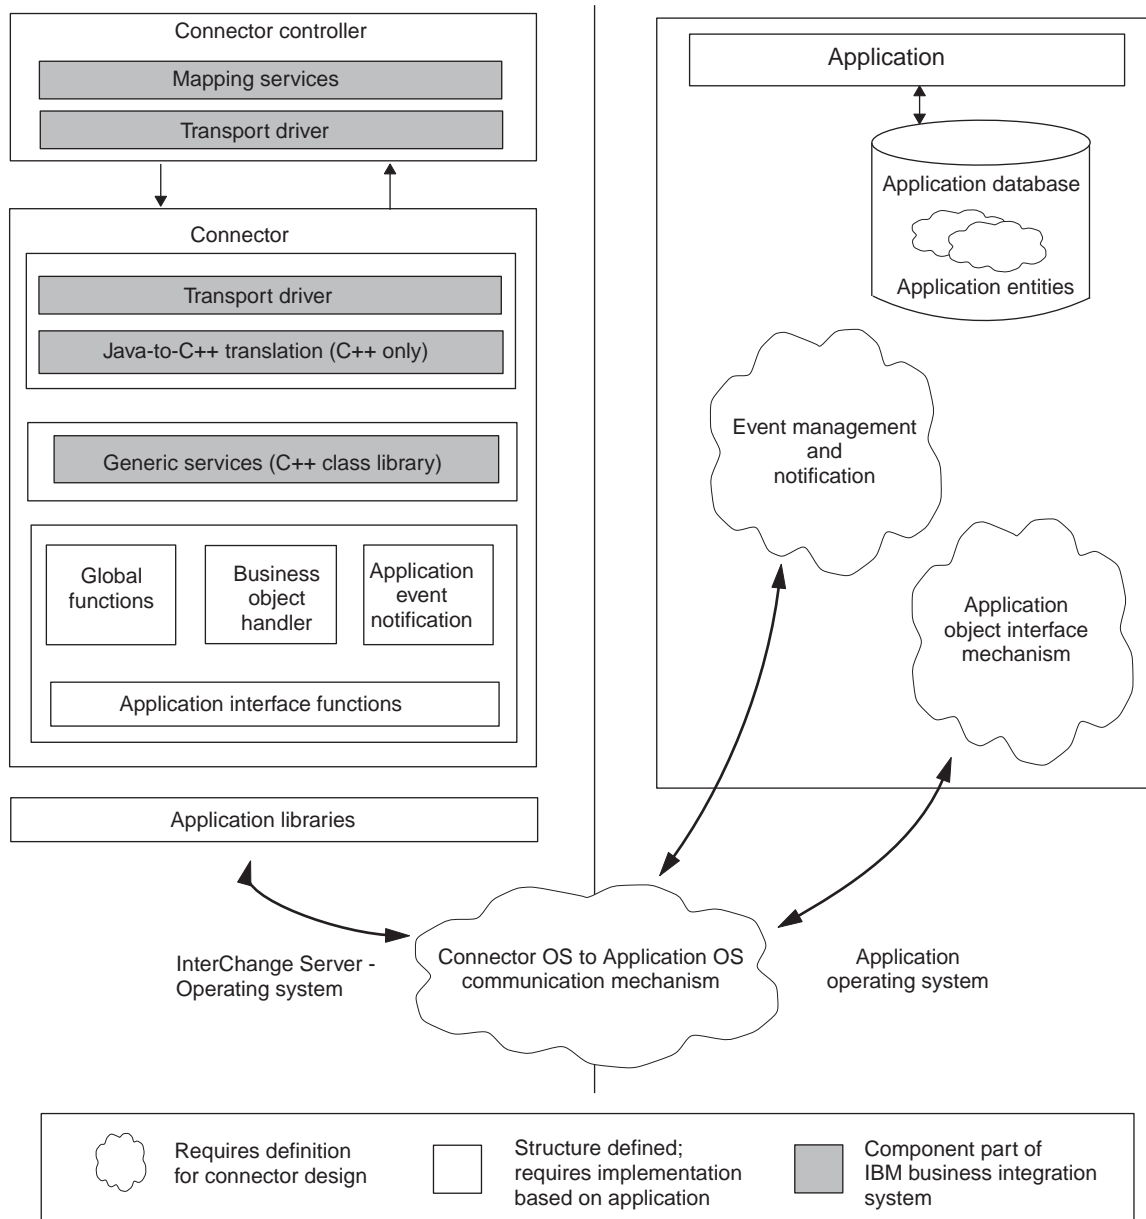 Connector controller
Mapping services
Transport driver
Connector
Transport driver
Java-to-C++ translation (C++ only)
Generic services (C++ class library)
Global
functions
Business
object
handler
Application
event
notification
Application interface functions
Application libraries
InterChange Server -
Operating system
Application
Application database
Application entities
Event management
and
notification
Application
object interface
mechanism
Connector OS to Application OS
communication mechanism
Application
operating system
Requires definition
for connector design
Structure defined;
requires implementation
based on application
Component part of
IBM business integration
system